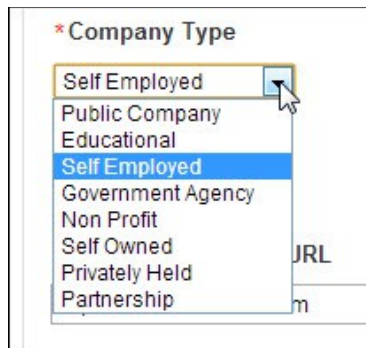 *Company Type
Self Employed
Public Company
Educational
Self Employed
Government Agency
Non Profit
Self Owned
URL
Privately Held
Partnership
m